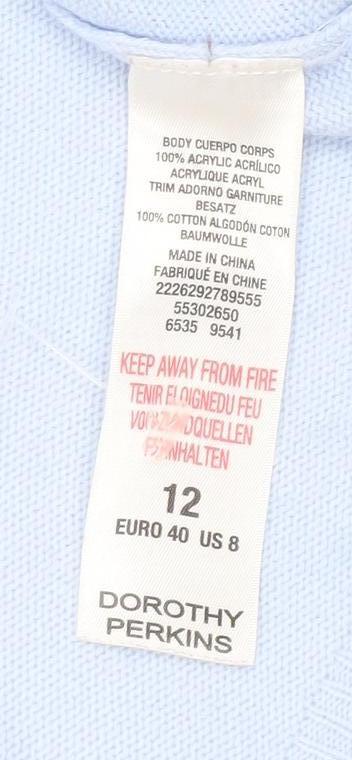 BODY CUERPO CORPS
100% ACRYLIC ACRÍLICO
ACRYLIQUE ACRYL
TRIM ADORNO GARNITURE
BESATZ
100% COTTON ALGODÓN COTON
BAUMWOLLE
MADE IN CHINA
FABRIQUÉ EN CHINE
2226292789555
55302650
6535 9541
KEEP AWAY FROM FIRE
TENIR ELOIGNEDU FEU
12
EURO 40 US 8
DOROTHY
PERKINS